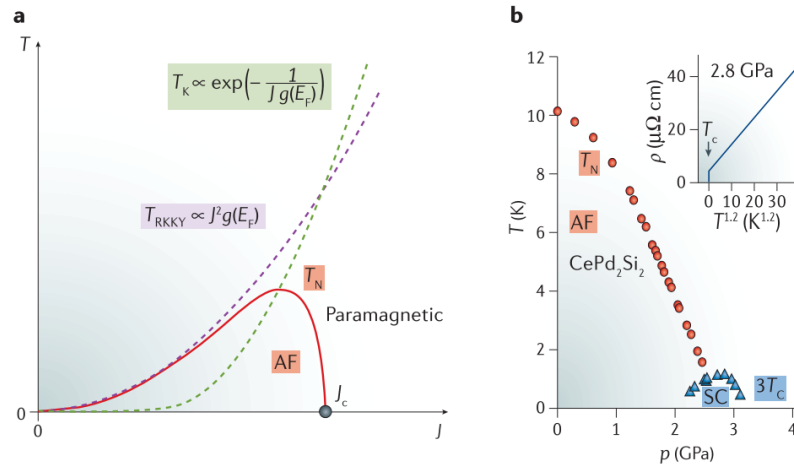 a
T
T_K ∝ exp(− 1 / J g(E_F))
T_RKKY ∝ J²g(E_F)
T_N
Paramagnetic
AF
J_c
0
0
J
b
12
10
8
6
4
2
0
T (K)
T_N
AF
CePd₂Si₂
SC
3T_C
0
1
2
3
4
p (GPa)
2.8 GPa
40
20
0
ρ (μΩ cm)
T_c
0
10
20
30
T^1.2 (K^1.2)